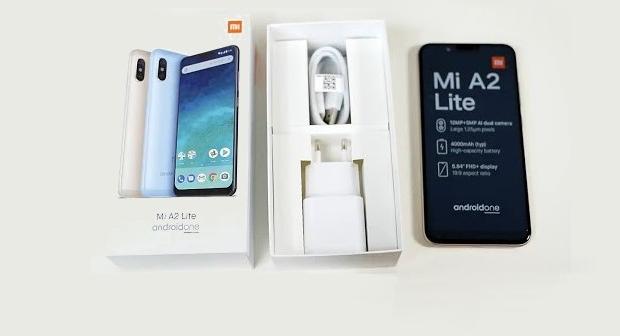 mi
Mi A2 Lite
androidone
mi
Mi A2
Lite
12MP+5MP AI dual camera
Large 1.25μm pixels
4000mAh (typ)
High-capacity battery
5.84" FHD+ display
19:9 aspect ratio
androidone